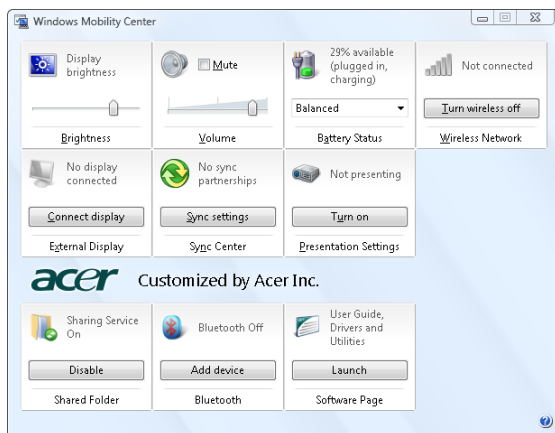 Windows Mobility Center
Display
brightness
Brightness
Mute
Volume
29% available
(plugged in,
charging)
Balanced
Battery Status
Not connected
Turn wireless off
Wireless Network
No display
connected
Connect display
External Display
No sync
partnerships
Sync settings
Sync Center
Not presenting
Turn on
Presentation Settings
acer Customized by Acer Inc.
Sharing Service
On
Disable
Shared Folder
Bluetooth Off
Add device
Bluetooth
User Guide,
Drivers and
Utilities
Launch
Software Page